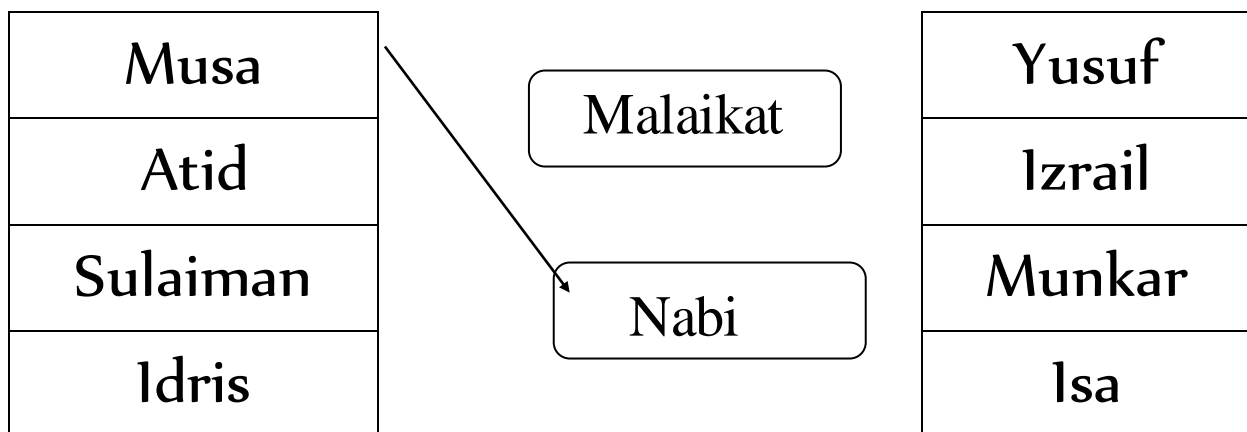 Musa
Atid
Sulaiman
Idris
Malaikat
Nabi
Yusuf
Izrail
Munkar
Isa